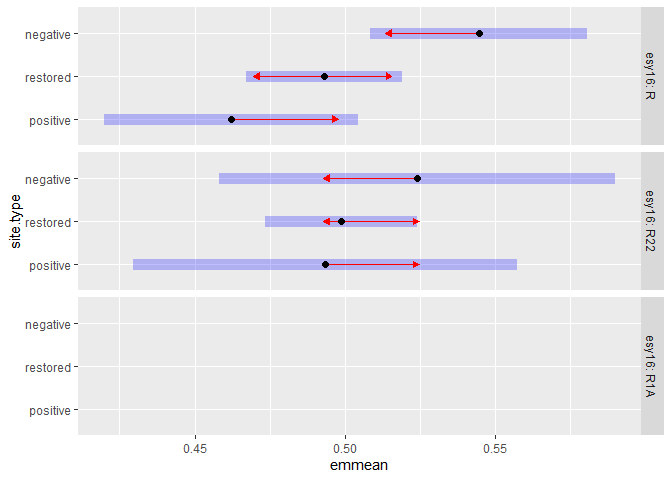 negative
restored
positive
esy16: R
negative
restored
positive
esy16: R22
negative
restored
positive
esy16: R1A
site.type
0.45
0.50
0.55
emmean